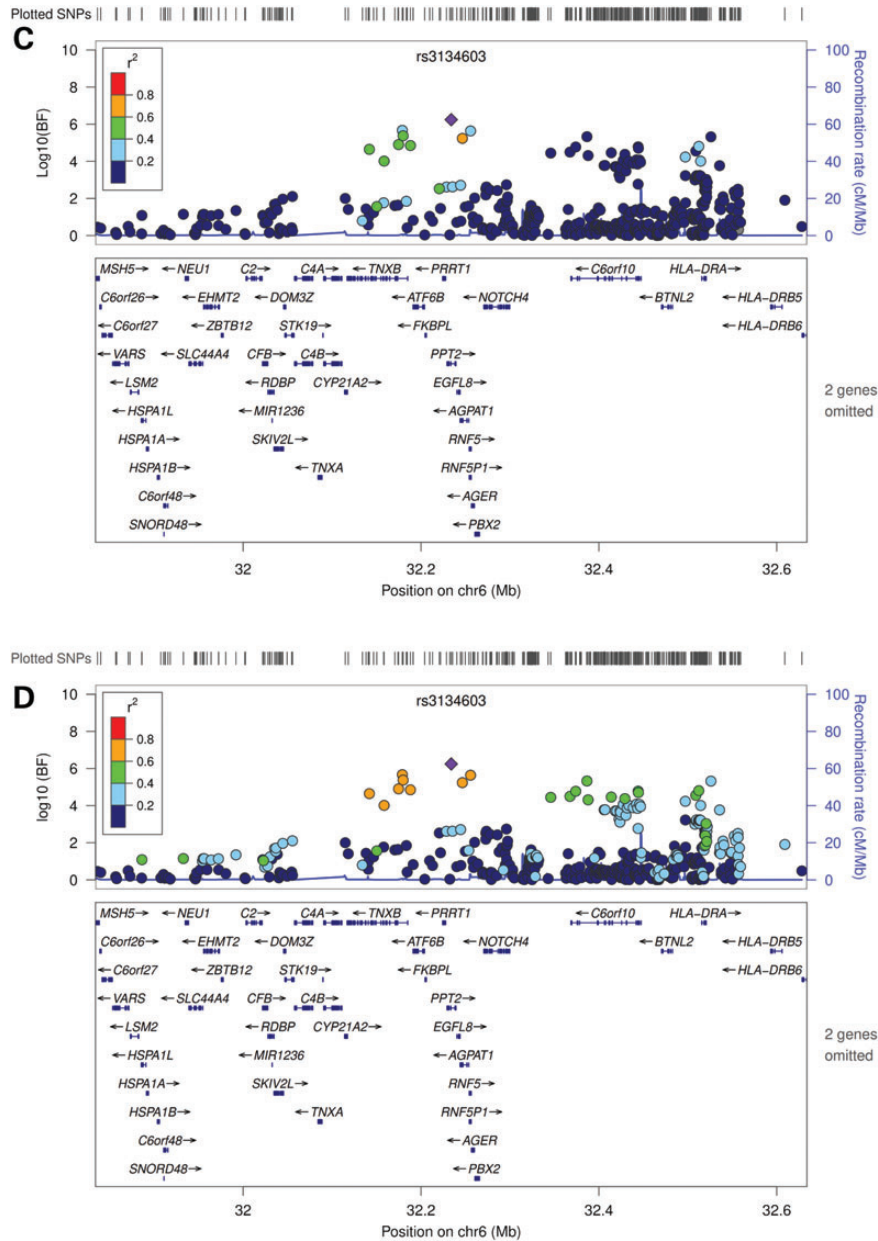 Plotted SNPs
C
rs3134603
r²
0.8
0.6
0.4
0.2
10
8
6
4
2
0
Log10(BF)
100
80
60
40
20
0
Recombination rate (cM/Mb)
MSH5→ ←NEU1 C2→ C4A→ ←TNXB ←PRRT1 ←C6orf10 HLA−DRA→
←C6orf26 ←EHMT2 ←DOM3Z ←ATF6B ←NOTCH4 ←BTNL2 ←HLA−DRB5
←C6orf27 ←ZBTB12 STK19→ ←FKBPL ←HLA−DRB6
←VARS ←SLC44A4 CFB→ C4B→ PPT2→
←LSM2 ←RDBP CYP21A2→ EGFL8→
←HSPA1L ←MIR1236 ←AGPAT1
HSPA1A→ SKIV2L→ RNF5→
HSPA1B→ ←TNXA RNF5P1→
C6orf48→ ←AGER
SNORD48→ ←PBX2
2 genes
omitted
32 32.2 32.4 32.6
Position on chr6 (Mb)
Plotted SNPs
D
rs3134603
r²
0.8
0.6
0.4
0.2
10
8
6
4
2
0
log10 (BF)
100
80
60
40
20
0
Recombination rate (cM/Mb)
MSH5→ ←NEU1 C2→ C4A→ ←TNXB ←PRRT1 ←C6orf10 HLA−DRA→
←C6orf26 ←EHMT2 ←DOM3Z ←ATF6B ←NOTCH4 ←BTNL2 ←HLA−DRB5
←C6orf27 ←ZBTB12 STK19→ ←FKBPL ←HLA−DRB6
←VARS ←SLC44A4 CFB→ C4B→ PPT2→
←LSM2 ←RDBP CYP21A2→ EGFL8→
←HSPA1L ←MIR1236 ←AGPAT1
HSPA1A→ SKIV2L→ RNF5→
HSPA1B→ ←TNXA RNF5P1→
C6orf48→ ←AGER
SNORD48→ ←PBX2
2 genes
omitted
32 32.2 32.4 32.6
Position on chr6 (Mb)